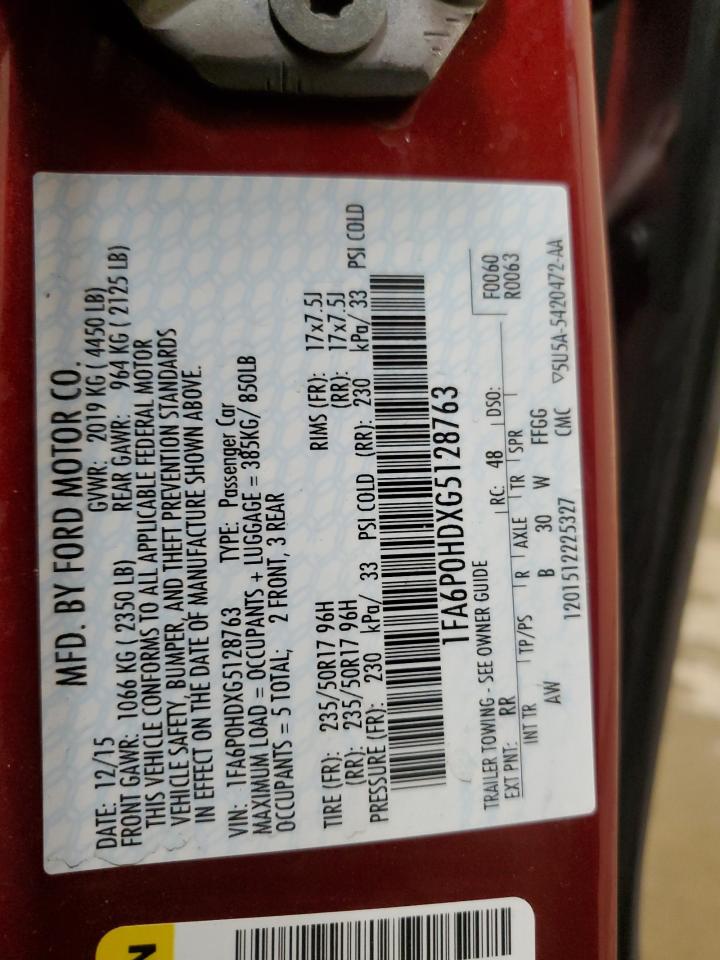 MFD. BY FORD MOTOR CO.
DATE: 12/15 GVWR: 2019 KG ( 4450 LB)
FRONT GAWR: 1066 KG ( 2350 LB) REAR GAWR: 964 KG ( 2125 LB)
THIS VEHICLE CONFORMS TO ALL APPLICABLE FEDERAL MOTOR
VEHICLE SAFETY, BUMPER, AND THEFT PREVENTION STANDARDS
IN EFFECT ON THE DATE OF MANUFACTURE SHOWN ABOVE.
VIN: 1FA6P0HDXG5128763 TYPE: Passenger Car
MAXIMUM LOAD = OCCUPANTS + LUGGAGE = 385KG/ 850LB
OCCUPANTS = 5 TOTAL; 2 FRONT, 3 REAR
TIRE (FR): 235/50R17 96H RIMS (FR): 17x7.5J
(RR): 235/50R17 96H (RR): 17x7.5J
PRESSURE (FR): 230 kPa/ 33 PSI COLD (RR): 230 kPa/ 33 PSI COLD
1FA6P0HDXG5128763
TRAILER TOWING - SEE OWNER GUIDE F0060
EXT PNT: RR RC: 48 DSO: R0063
INT TR TP/PS R AXLE TR SPR
AW B 30 W FFGG
1201512225327 CMC ▽5U5A-5420472-AA
N